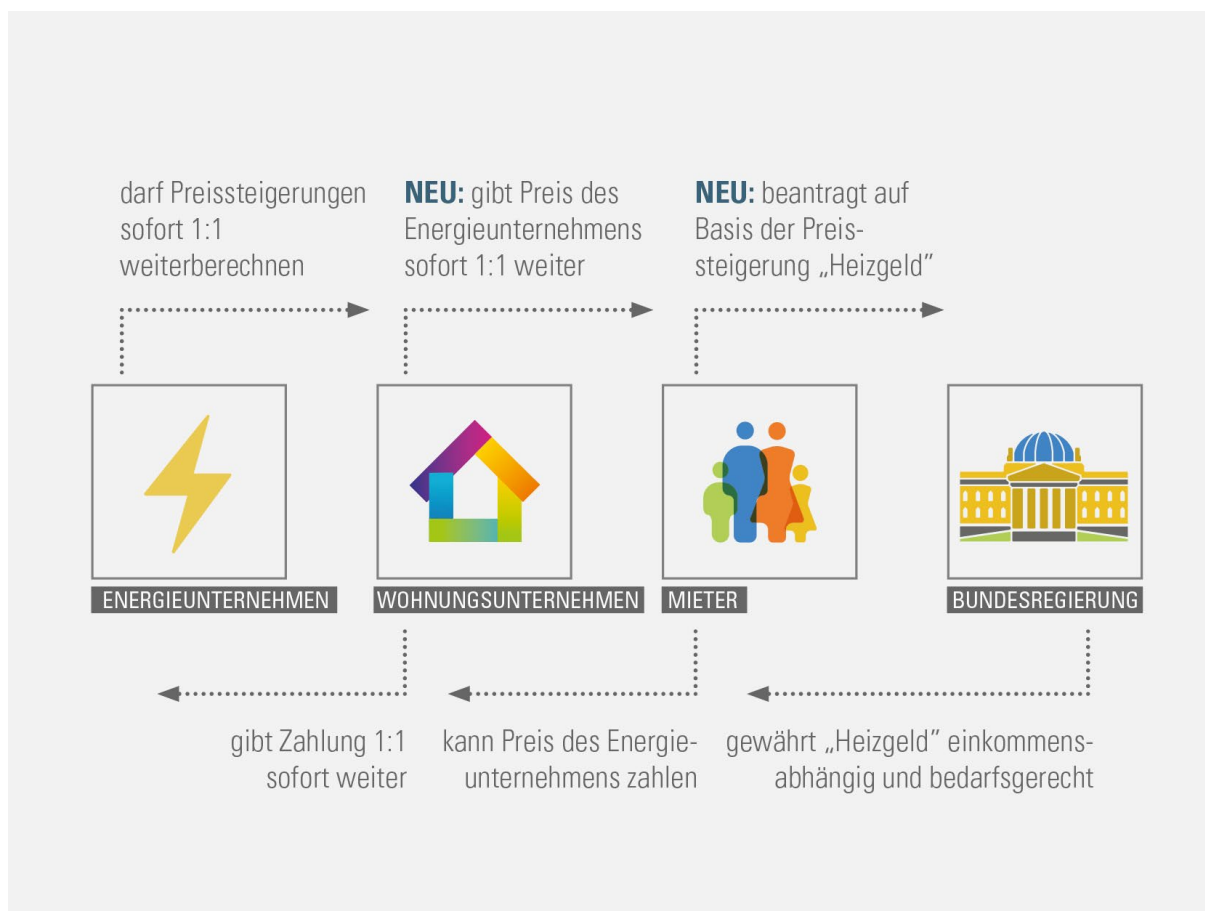 darf Preissteigerungen
sofort 1:1
weiterberechnen
NEU: gibt Preis des
Energieunternehmens
sofort 1:1 weiter
NEU: beantragt auf
Basis der Preis-
steigerung „Heizgeld”
ENERGIEUNTERNEHMEN
WOHNUNGSUNTERNEHMEN
MIETER
BUNDESREGIERUNG
gibt Zahlung 1:1
sofort weiter
kann Preis des Energie-
unternehmens zahlen
gewährt „Heizgeld” einkommens-
abhängig und bedarfsgerecht